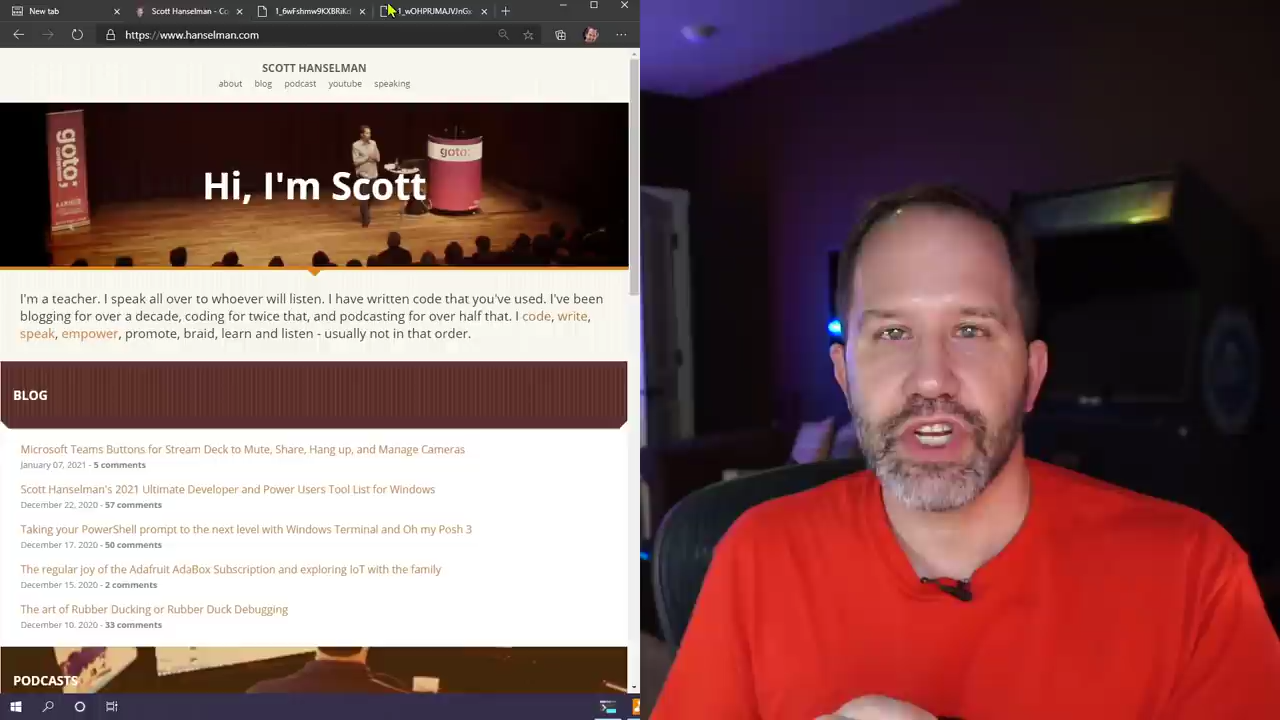 New tab
Scott Hanselman - Co
1_6wFshmw9KXBRiKc
1_wOHPRJMAJVJnGs
https://www.hanselman.com
SCOTT HANSELMAN
about blog podcast youtube speaking
goto;
goto;
Hi, I'm Scott
I'm a teacher. I speak all over to whoever will listen. I have written code that you've used. I've been
blogging for over a decade, coding for twice that, and podcasting for over half that. I code, write,
speak, empower, promote, braid, learn and listen - usually not in that order.
BLOG
Microsoft Teams Buttons for Stream Deck to Mute, Share, Hang up, and Manage Cameras
January 07, 2021 - 5 comments
Scott Hanselman's 2021 Ultimate Developer and Power Users Tool List for Windows
December 22, 2020 - 57 comments
Taking your PowerShell prompt to the next level with Windows Terminal and Oh my Posh 3
December 17, 2020 - 50 comments
The regular joy of the Adafruit AdaBox Subscription and exploring IoT with the family
December 15, 2020 - 2 comments
The art of Rubber Ducking or Rubber Duck Debugging
December 10, 2020 - 33 comments
PODCASTS